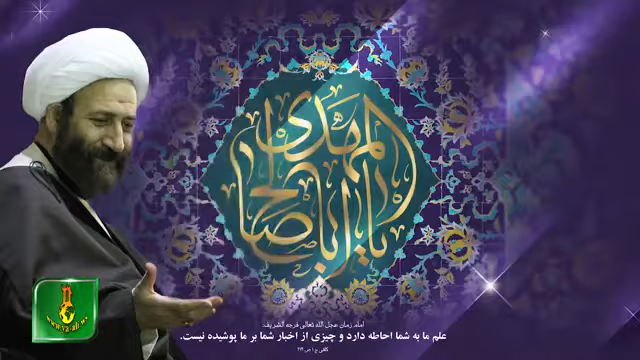 یا اباصالح المهدی
امام زمان عجل الله تعالی فرجه الشریف:
علم ما به شما احاطه دارد و چیزی از اخبار شما بر ما پوشیده نیست.